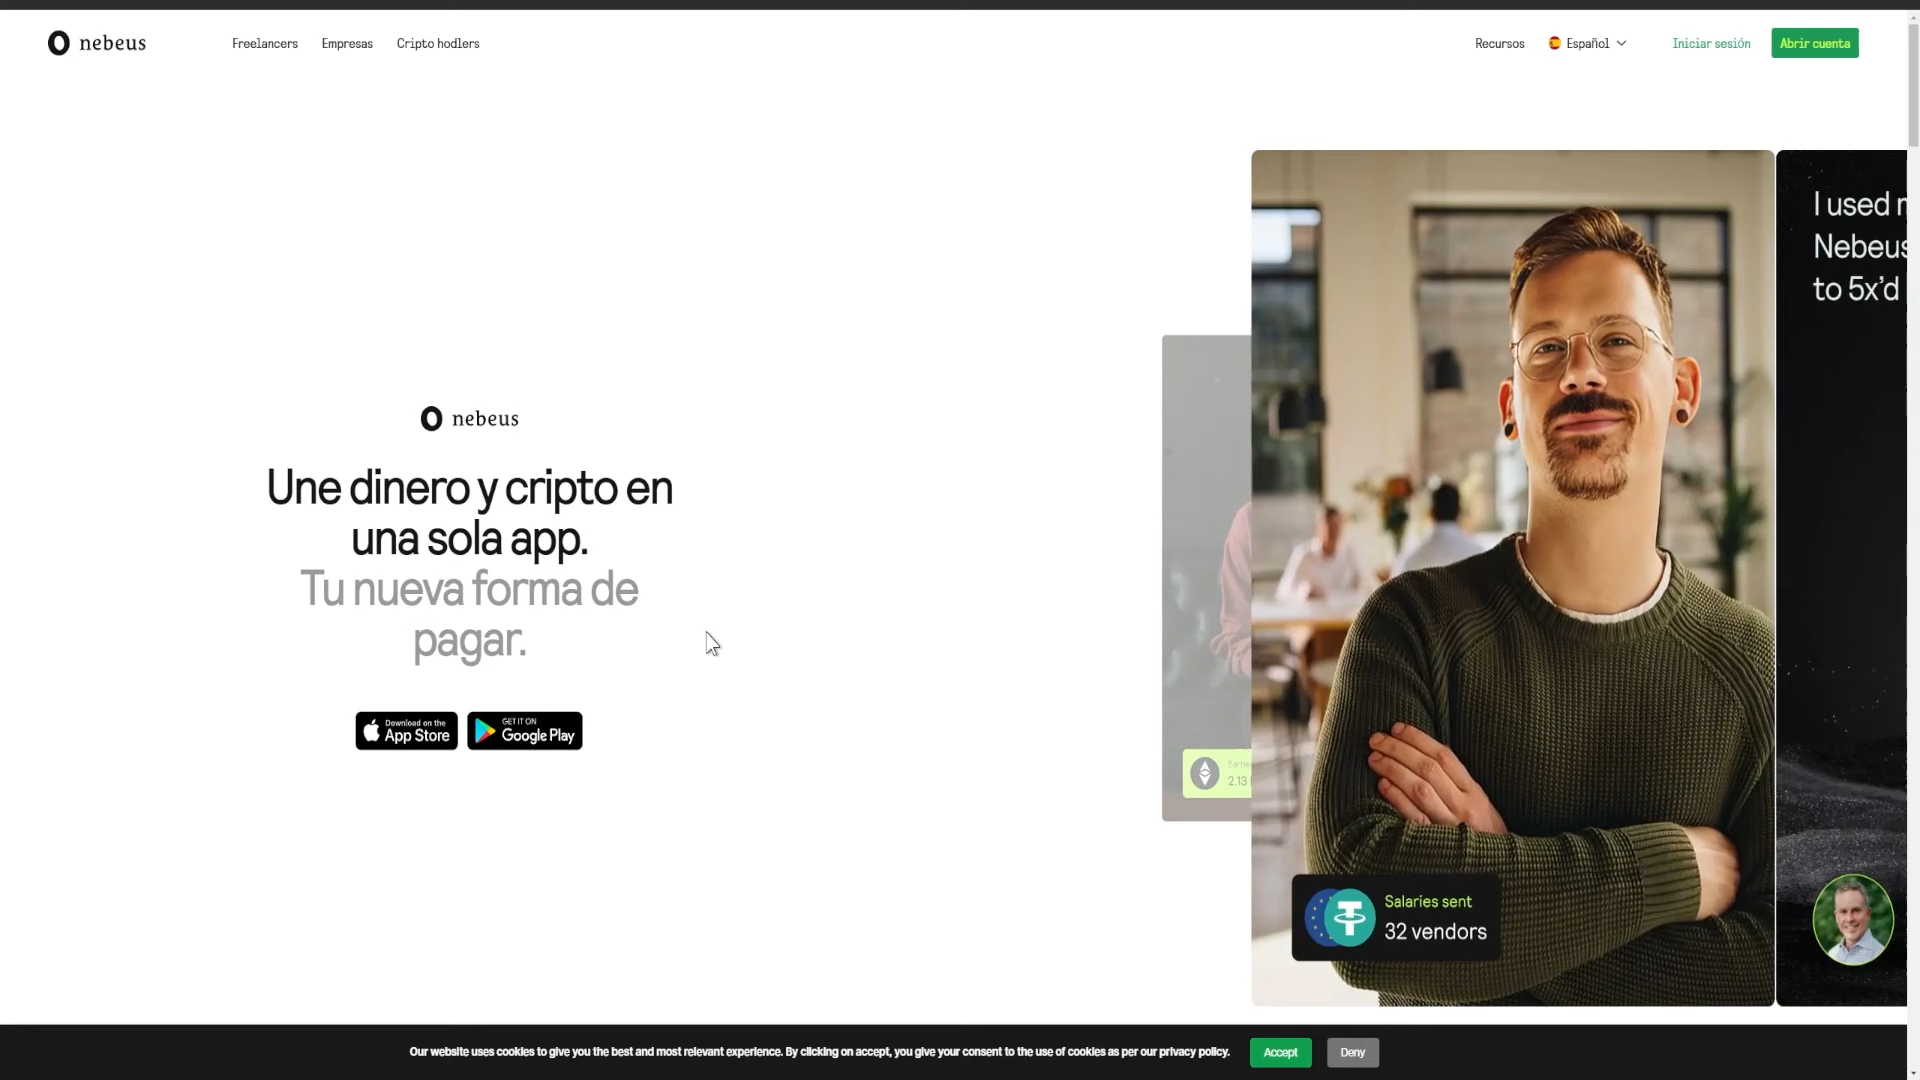 nebeus
Freelancers
Empresas
Cripto hodlers
Recursos
Español
Iniciar sesión
Abrir cuenta
nebeus
Une dinero y cripto en
una sola app.
Tu nueva forma de
pagar.
Download on the
App Store
GET IT ON
Google Play
2.13
Salaries sent
32 vendors
I used
Nebeus
to 5x'd
Our website uses cookies to give you the best and most relevant experience. By clicking on accept, you give your consent to the use of cookies as per our privacy policy.
Accept
Deny